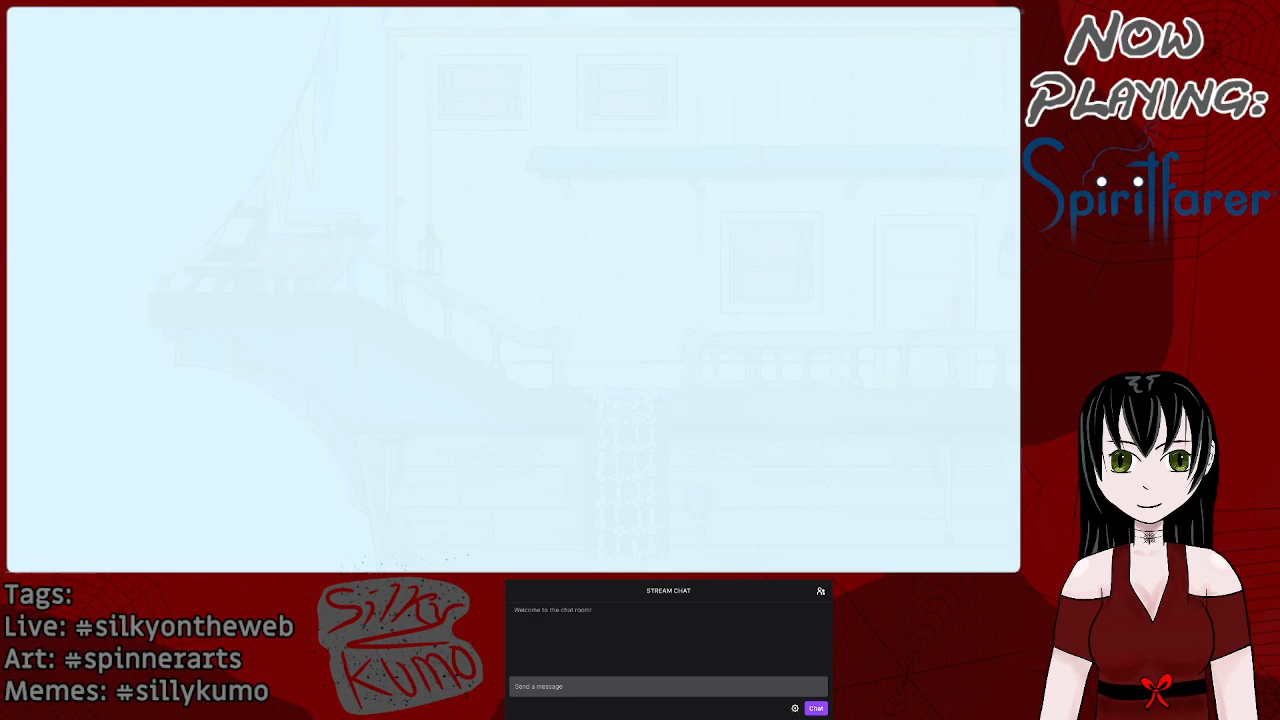 Now
Playing:
Spiritfarer
Tags:
Live: #silkyontheweb
Art: #spinnerarts
Memes: #sillykumo
Silky
Kumo
STREAM CHAT
Welcome to the chat room!
Send a message
Chat